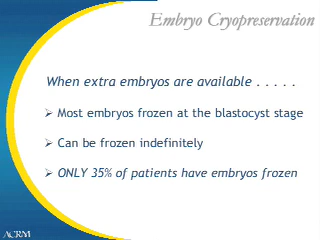 Embryo Cryopreservation
When extra embryos are available . . . . .
➢ Most embryos frozen at the blastocyst stage
➢ Can be frozen indefinitely
➢ ONLY 35% of patients have embryos frozen
ACRM